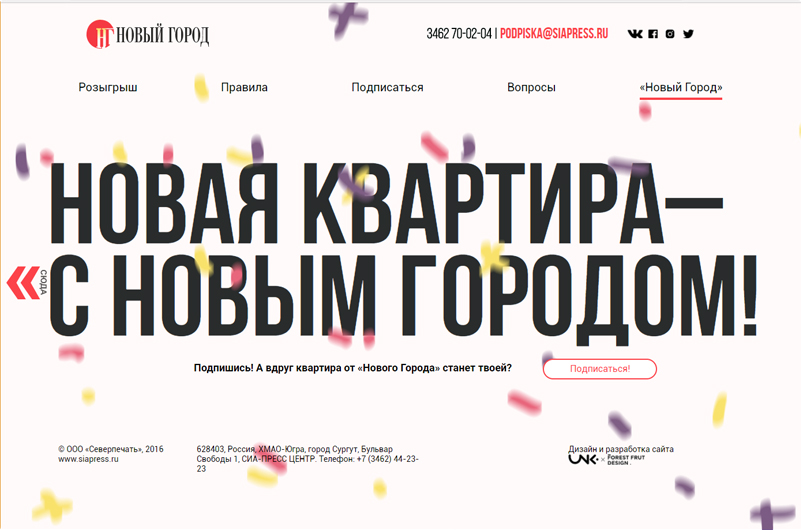 НГ НОВЫЙ ГОРОД
3462 70-02-04 | PODPISKA@SIAPRESS.RU
Розыгрыш Правила Подписаться Вопросы «Новый Город»
НОВАЯ КВАРТИРА—
С НОВЫМ ГОРОДОМ!
СЮДА
Подпишись! А вдруг квартира от «Нового Города» станет твоей? Подписаться!
© ООО «Северпечать», 2016
www.siapress.ru
628403, Россия, ХМАО-Югра, город Сургут, Бульвар
Свободы 1, СИА-ПРЕСС ЦЕНТР. Телефон: +7 (3462) 44-23-
23
Дизайн и разработка сайта
UNK. × FOREST FRUT
DESIGN.